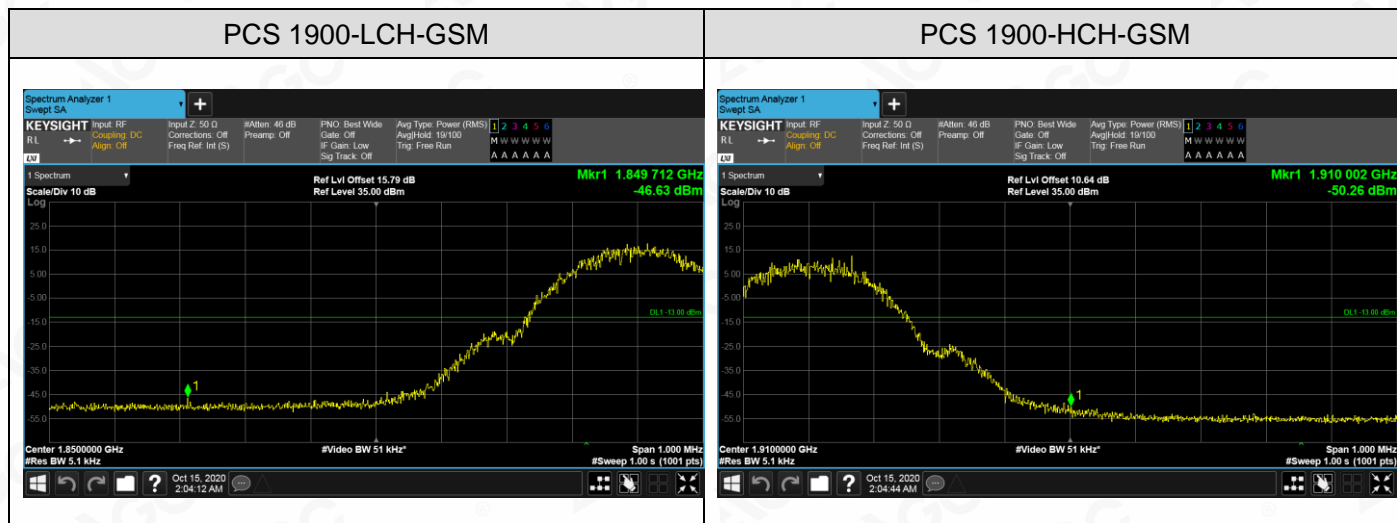 PCS 1900-LCH-GSM
PCS 1900-HCH-GSM
Spectrum Analyzer 1
Swept SA
+
KEYSIGHT
RL
LXI
Input: RF
Coupling: DC
Align: Off
Input Z: 50 Ω
Corrections: Off
Freq Ref: Int (S)
#Atten: 46 dB
Preamp: Off
PNO: Best Wide
Gate: Off
IF Gain: Low
Sig Track: Off
Avg Type: Power (RMS)
Avg|Hold: 19/100
Trig: Free Run
1 2 3 4 5 6
M W W W W W
A A A A A A
1 Spectrum
Scale/Div 10 dB
Log
Ref Lvl Offset 15.79 dB
Ref Level 35.00 dBm
Mkr1 1.849 712 GHz
-46.63 dBm
25.0
15.0
5.00
-5.00
-15.0
-25.0
-35.0
-45.0
-55.0
DL1 -13.00 dBm
1
Center 1.8500000 GHz
#Res BW 5.1 kHz
#Video BW 51 kHz*
Span 1.000 MHz
#Sweep 1.00 s (1001 pts)
?
Oct 15, 2020
2:04:12 AM
Spectrum Analyzer 1
Swept SA
+
KEYSIGHT
RL
LXI
Input: RF
Coupling: DC
Align: Off
Input Z: 50 Ω
Corrections: Off
Freq Ref: Int (S)
#Atten: 46 dB
Preamp: Off
PNO: Best Wide
Gate: Off
IF Gain: Low
Sig Track: Off
Avg Type: Power (RMS)
Avg|Hold: 19/100
Trig: Free Run
1 2 3 4 5 6
M W W W W W
A A A A A A
1 Spectrum
Scale/Div 10 dB
Log
Ref Lvl Offset 10.64 dB
Ref Level 35.00 dBm
Mkr1 1.910 002 GHz
-50.26 dBm
25.0
15.0
5.00
-5.00
-15.0
-25.0
-35.0
-45.0
-55.0
DL1 -13.00 dBm
1
Center 1.9100000 GHz
#Res BW 5.1 kHz
#Video BW 51 kHz*
Span 1.000 MHz
#Sweep 1.00 s (1001 pts)
?
Oct 15, 2020
2:04:44 AM